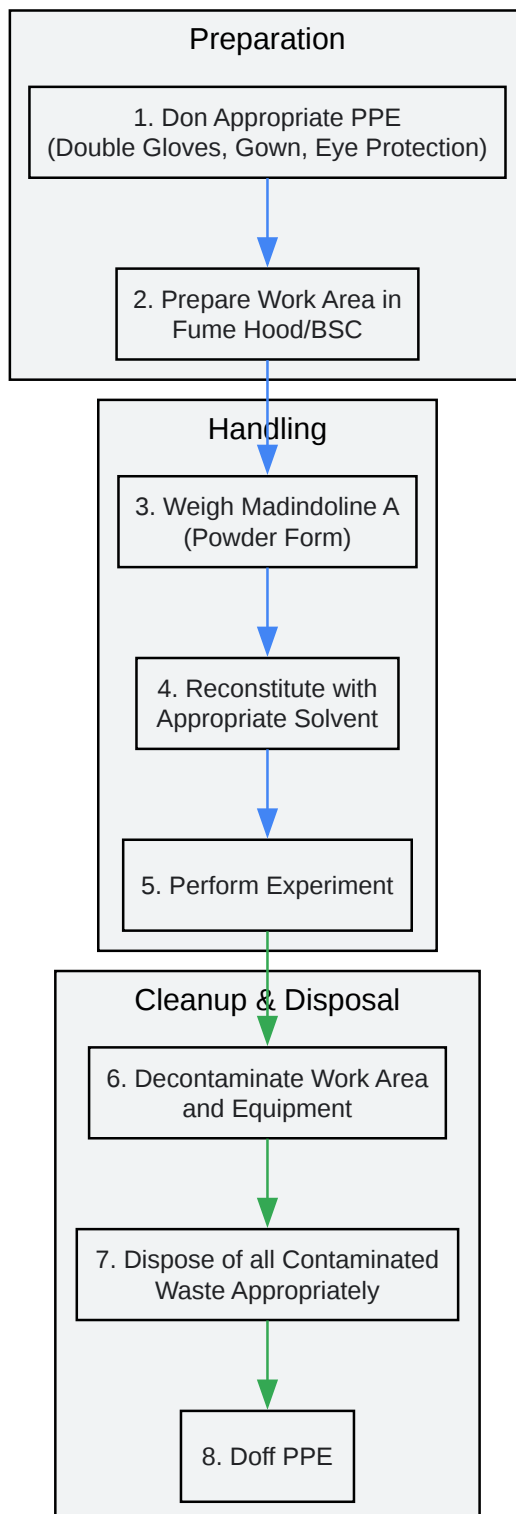 Preparation
1. Don Appropriate PPE
(Double Gloves, Gown, Eye Protection)
2. Prepare Work Area in
Fume Hood/BSC
Handling
3. Weigh Madindoline A
(Powder Form)
4. Reconstitute with
Appropriate Solvent
5. Perform Experiment
Cleanup & Disposal
6. Decontaminate Work Area
and Equipment
7. Dispose of all Contaminated
Waste Appropriately
8. Doff PPE